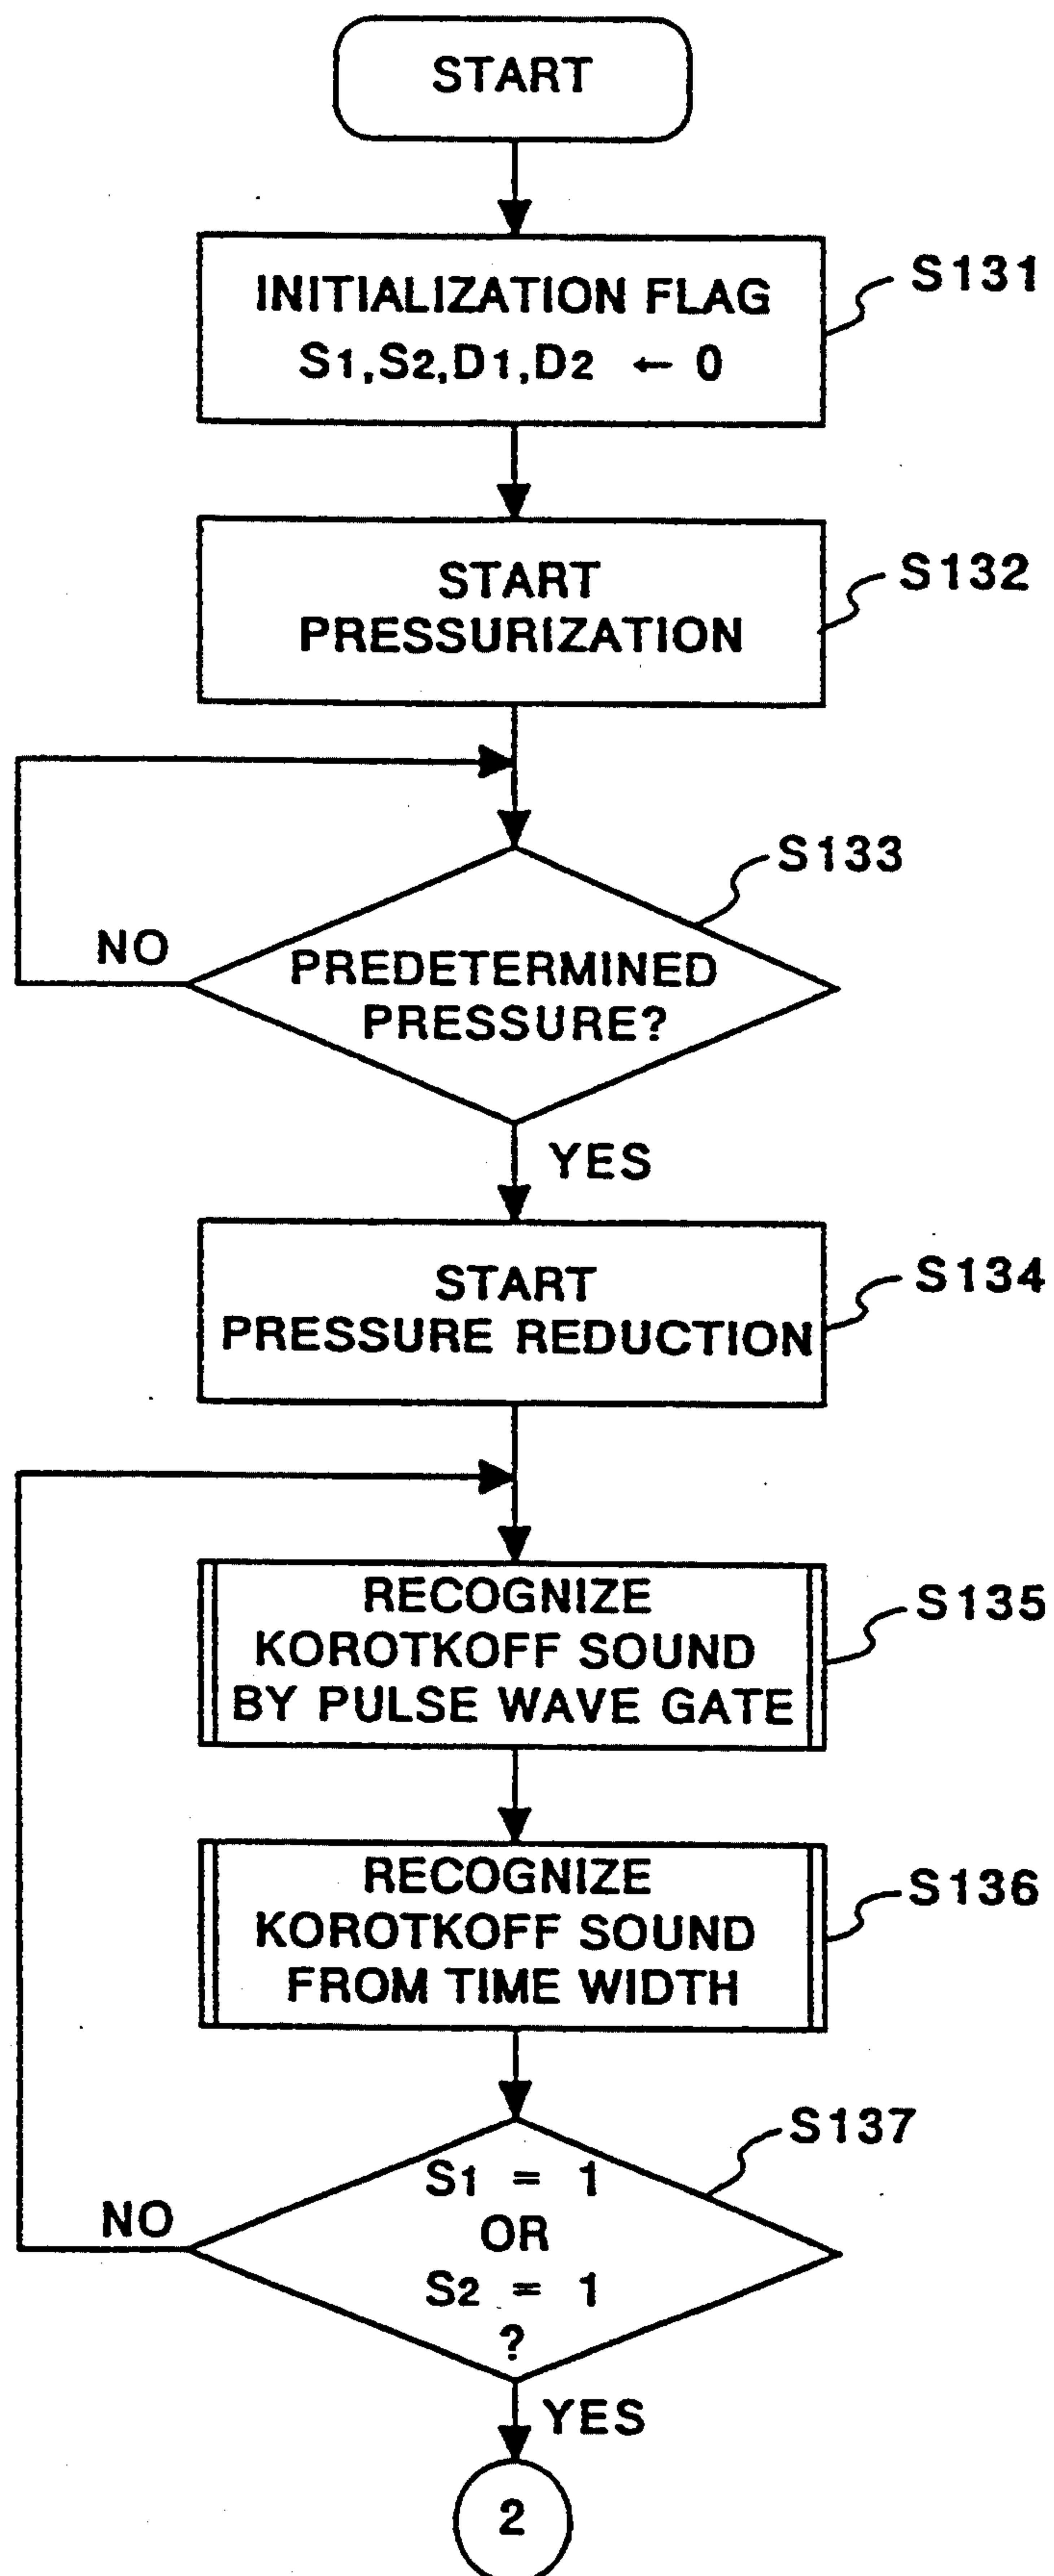 START
INITIALIZATION FLAG
S1,S2,D1,D2 ← 0
S131
START
PRESSURIZATION
S132
S133
NO
PREDETERMINED
PRESSURE?
YES
START
PRESSURE REDUCTION
S134
RECOGNIZE
KOROTKOFF SOUND
BY PULSE WAVE GATE
S135
RECOGNIZE
KOROTKOFF SOUND
FROM TIME WIDTH
S136
S137
S1 = 1
NO
OR
S2 = 1
?
YES
2